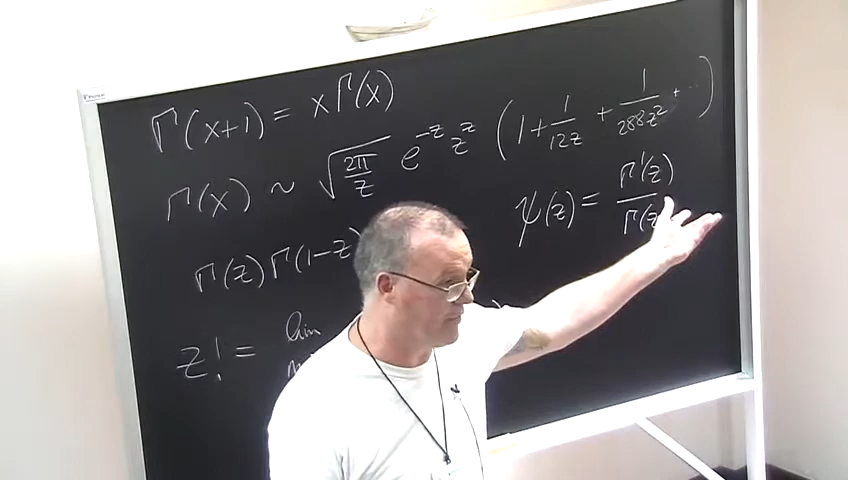 Γ(x+1) = xΓ(x)
Γ(x) ~ √(2π/z) e^(-z) z^z (1 + 1/12z + 1/288z² + ...)
ψ(z) = Γ'(z)/Γ(z
Γ(z)Γ(1-z)
z! = lim